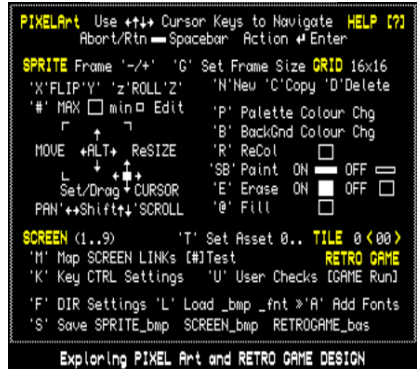 PIXELArt Use ←↑↓→ Cursor Keys to Navigate HELP [?]
Abort/Rtn ▬ Spacebar Action ↵ Enter
SPRITE Frame '-/+' 'G' Set Frame Size GRID 16x16
'X'FLIP'Y' 'z'ROLL'Z' 'N'New 'C'Copy 'D'Delete
'#' MAX □ min □ Edit
'P' Palette Colour Chg
'B' BackGnd Colour Chg
MOVE ←ALT→ ReSIZE 'R' ReCol □
'SB' Paint ON ▬ OFF ▭
Set/Drag CURSOR 'E' Erase ON ■ OFF □
PAN'↔Shift↑↓'SCROLL '@' Fill □
SCREEN (1..9) 'T' Set Asset 0.. TILE 0 <00>
'M' Map SCREEN LINKs [#]Test RETRO GAME
'K' Key CTRL Settings 'U' User Checks [GAME Run]
'F' DIR Settings 'L' Load _bmp _fnt »'A' Add Fonts
'S' Save SPRITE_bmp SCREEN_bmp RETROGAME_bas
Exploring PIXEL Art and RETRO GAME DESIGN